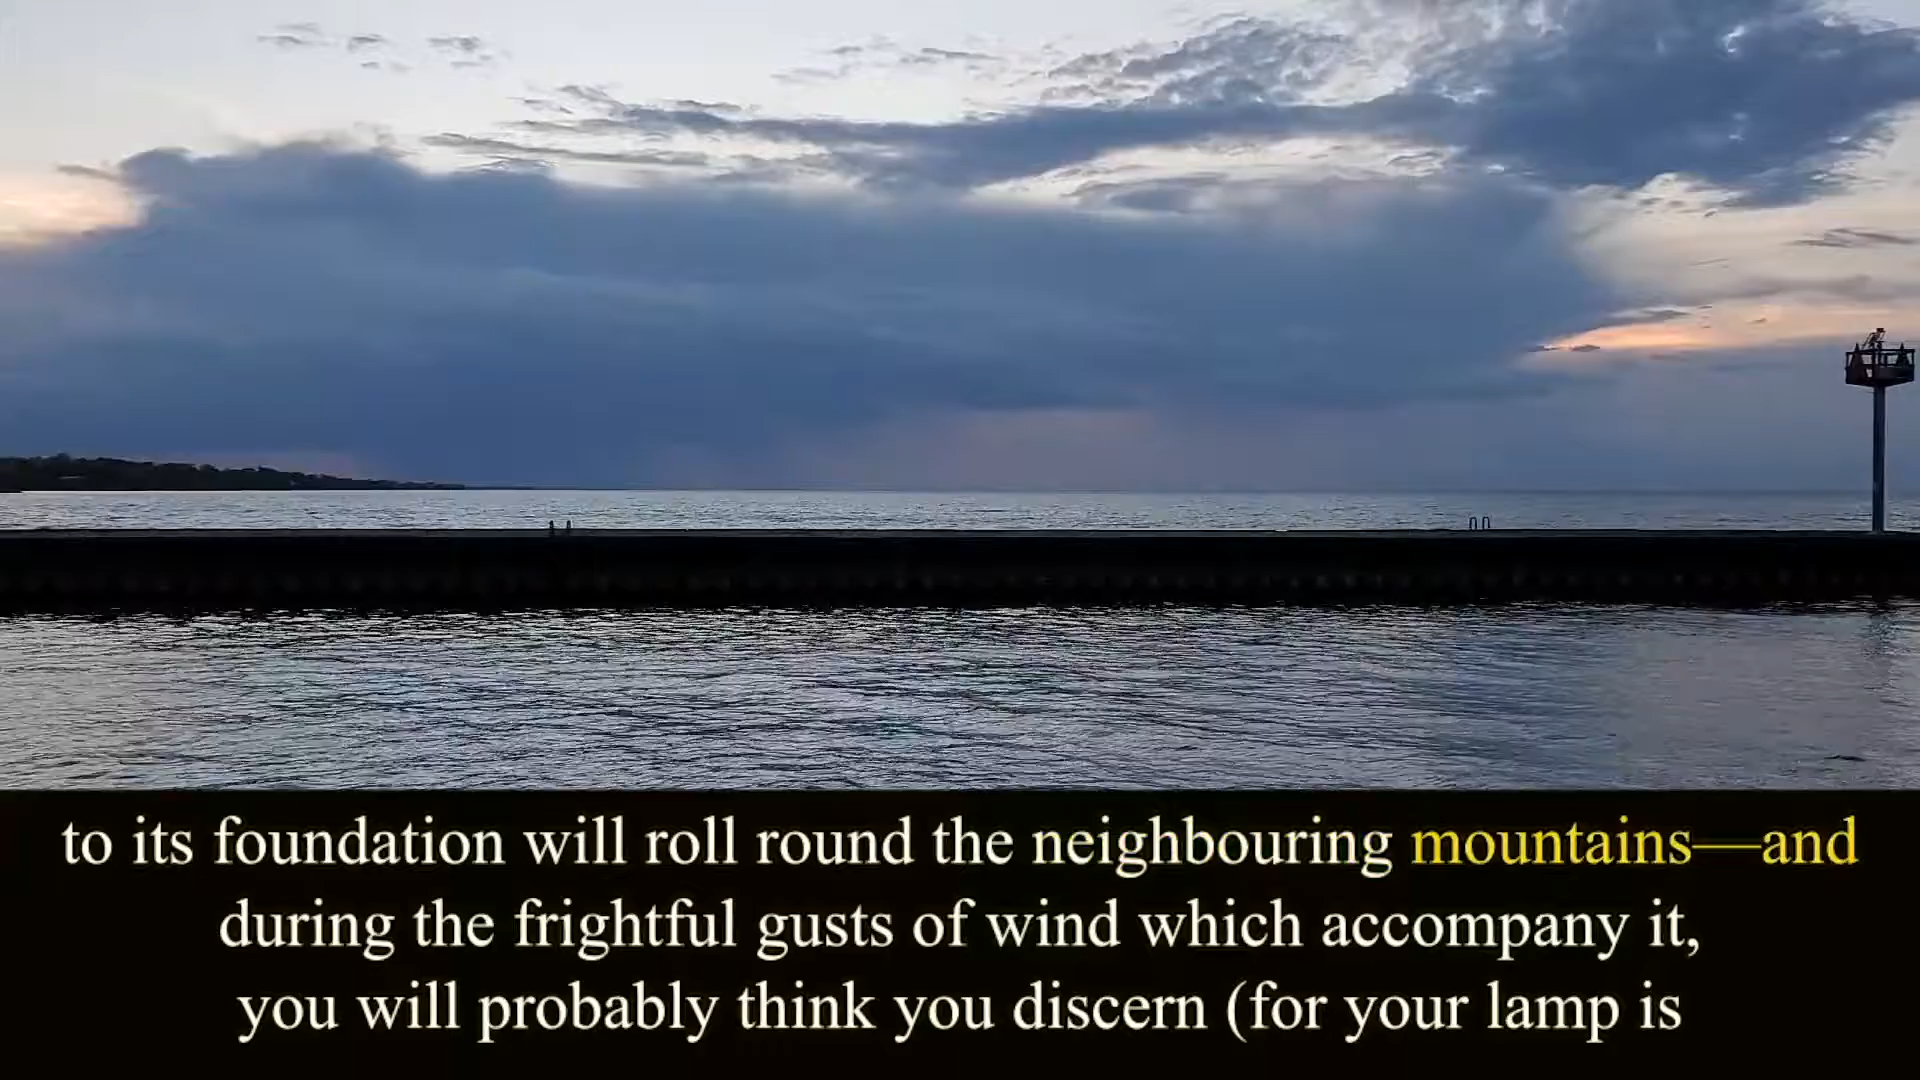 to its foundation will roll round the neighbouring mountains—and
during the frightful gusts of wind which accompany it,
you will probably think you discern (for your lamp is